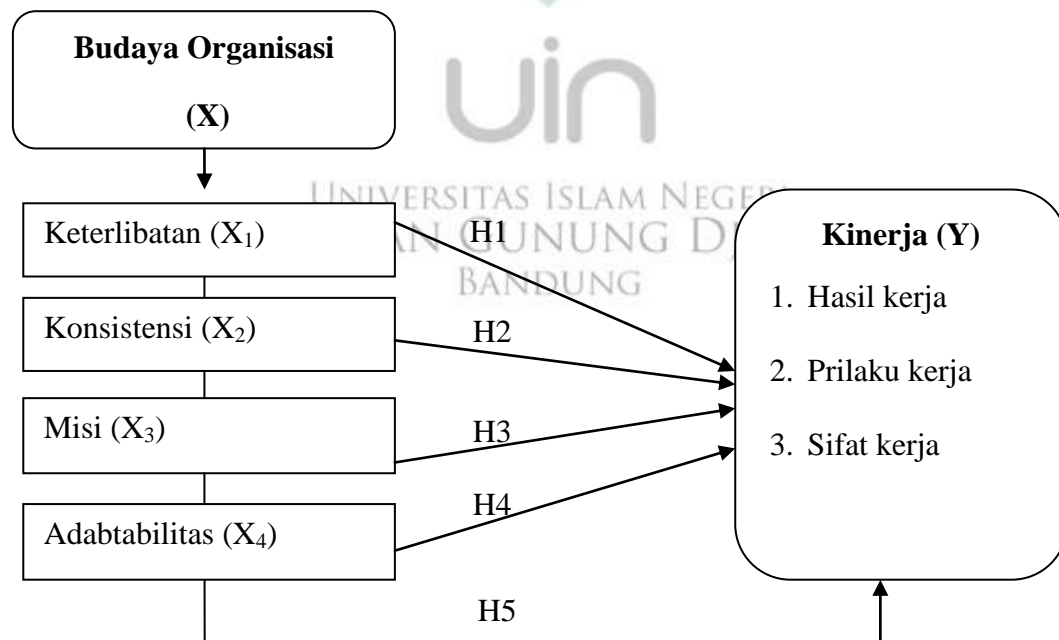 Budaya Organisasi
(X)
uin
UNIVERSITAS ISLAM NEGERI
GUNUNG
BANDUNG
Keterlibatan (X₁)
Konsistensi (X₂)
Misi (X₃)
Adabtabilitas (X₄)
H1
H2
H3
H4
H5
Kinerja (Y)
1. Hasil kerja
2. Prilaku kerja
3. Sifat kerja